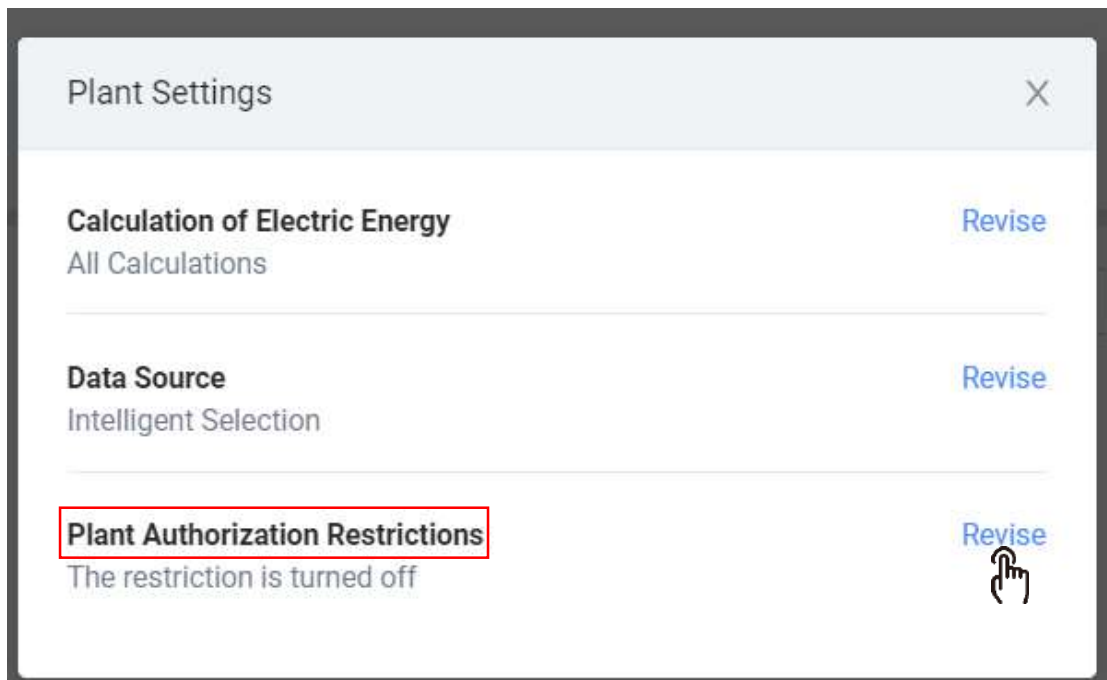 Plant Settings X
Calculation of Electric Energy Revise
All Calculations
Data Source Revise
Intelligent Selection
Plant Authorization Restrictions Revise
The restriction is turned off